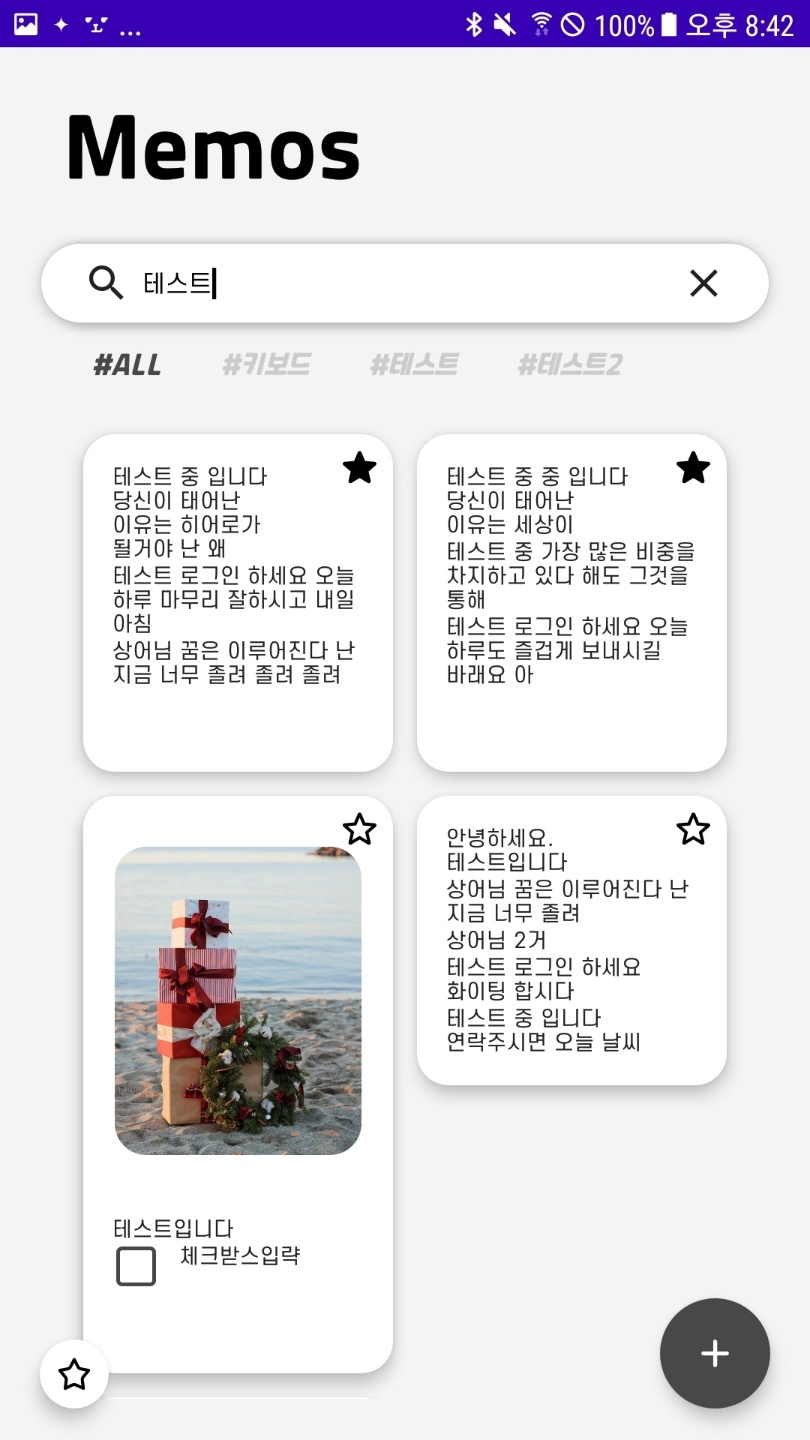 ... 100% 오후 8:42
Memos
테스트
#ALL #키보드 #테스트 #테스트2
테스트 중 입니다
당신이 태어난
이유는 히어로가
될거야 난 왜
테스트 로그인 하세요 오늘
하루 마무리 잘하시고 내일
아침
상어님 꿈은 이루어진다 난
지금 너무 졸려 졸려 졸려
테스트 중 중 입니다
당신이 태어난
이유는 세상이
테스트 중 가장 많은 비중을
차지하고 있다 해도 그것을
통해
테스트 로그인 하세요 오늘
하루도 즐겁게 보내시길
바래요 아
테스트입니다
체크받스입략
안녕하세요.
테스트입니다
상어님 꿈은 이루어진다 난
지금 너무 졸려
상어님 2거
테스트 로그인 하세요
화이팅 합시다
테스트 중 입니다
연락주시면 오늘 날씨